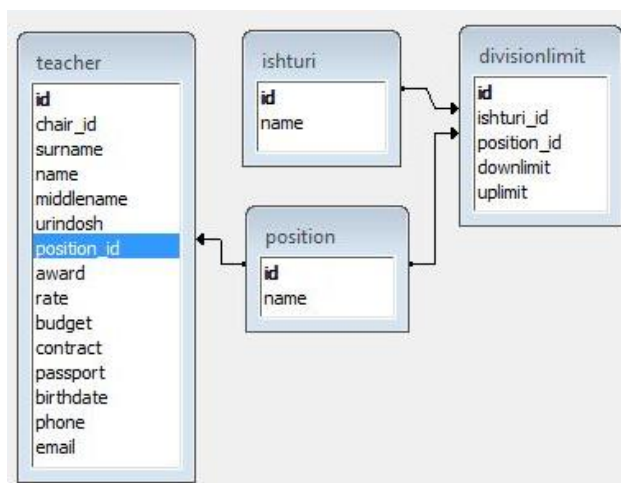 teacher
id
chair_id
surname
name
middlename
urindosh
position_id
award
rate
budget
contract
passport
birthdate
phone
email
ishturi
id
name
position
id
name
divisionlimit
id
ishturi_id
position_id
downlimit
uplimit